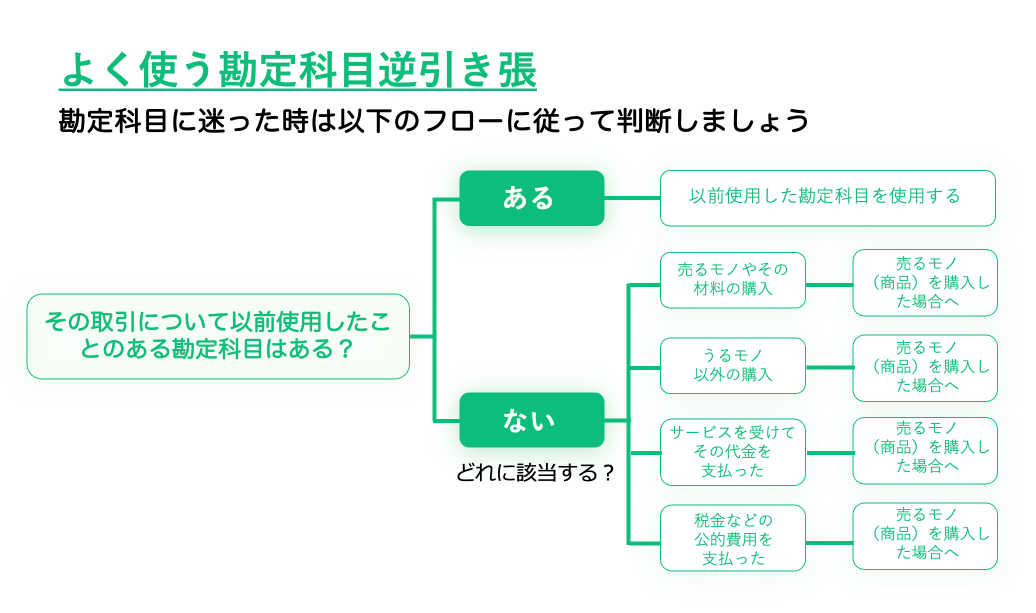 よく使う勘定科目逆引き張
勘定科目に迷った時は以下のフローに従って判断しましょう
ある
以前使用した勘定科目を使用する
その取引について以前使用したこ
とのある勘定科目はある？
ない
どれに該当する？
売るモノやその
材料の購入
売るモノ
（商品）を購入し
た場合へ
うるモノ
以外の購入
売るモノ
（商品）を購入し
た場合へ
サービスを受けて
その代金を
支払った
売るモノ
（商品）を購入し
た場合へ
税金などの
公的費用を
支払った
売るモノ
（商品）を購入し
た場合へ